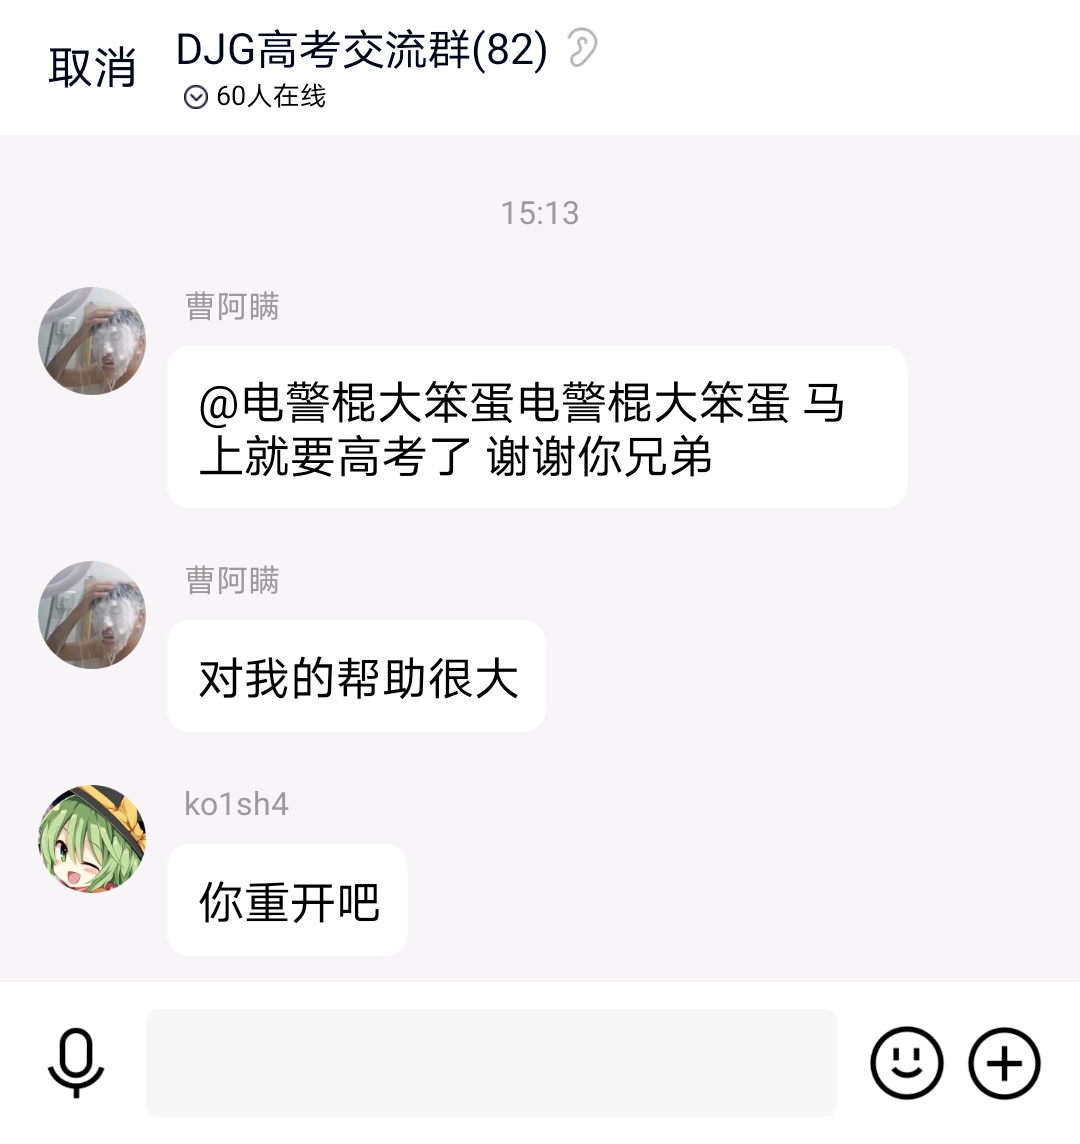 取消
DJG高考交流群(82)
60人在线
15:13
曹阿瞒
@电警棍大笨蛋电警棍大笨蛋 马
上就要高考了 谢谢你兄弟
曹阿瞒
对我的帮助很大
ko1sh4
你重开吧